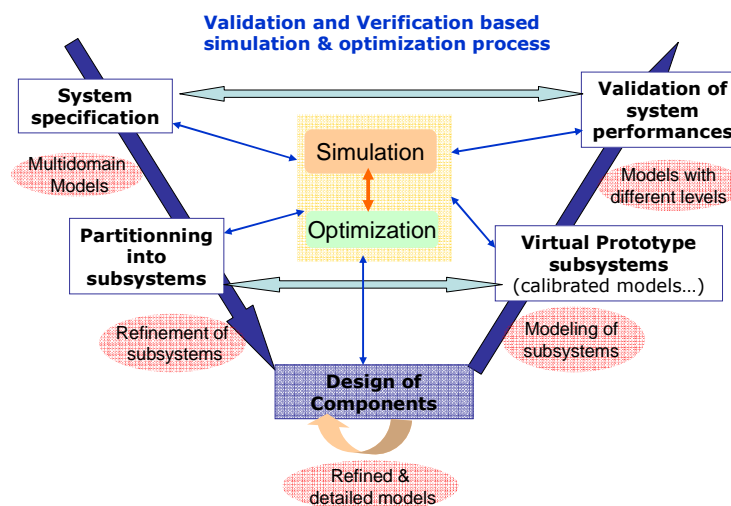 Validation and Verification based
simulation & optimization process
System
specification
Validation of
system
performances
Simulation
Multidomain
Models
Models with
different levels
Optimization
Partitionning
into
subsystems
Virtual Prototype
subsystems
(calibrated models...)
Refinement of
subsystems
Modeling of
subsystems
Design of
Components
Refined &
detailed models